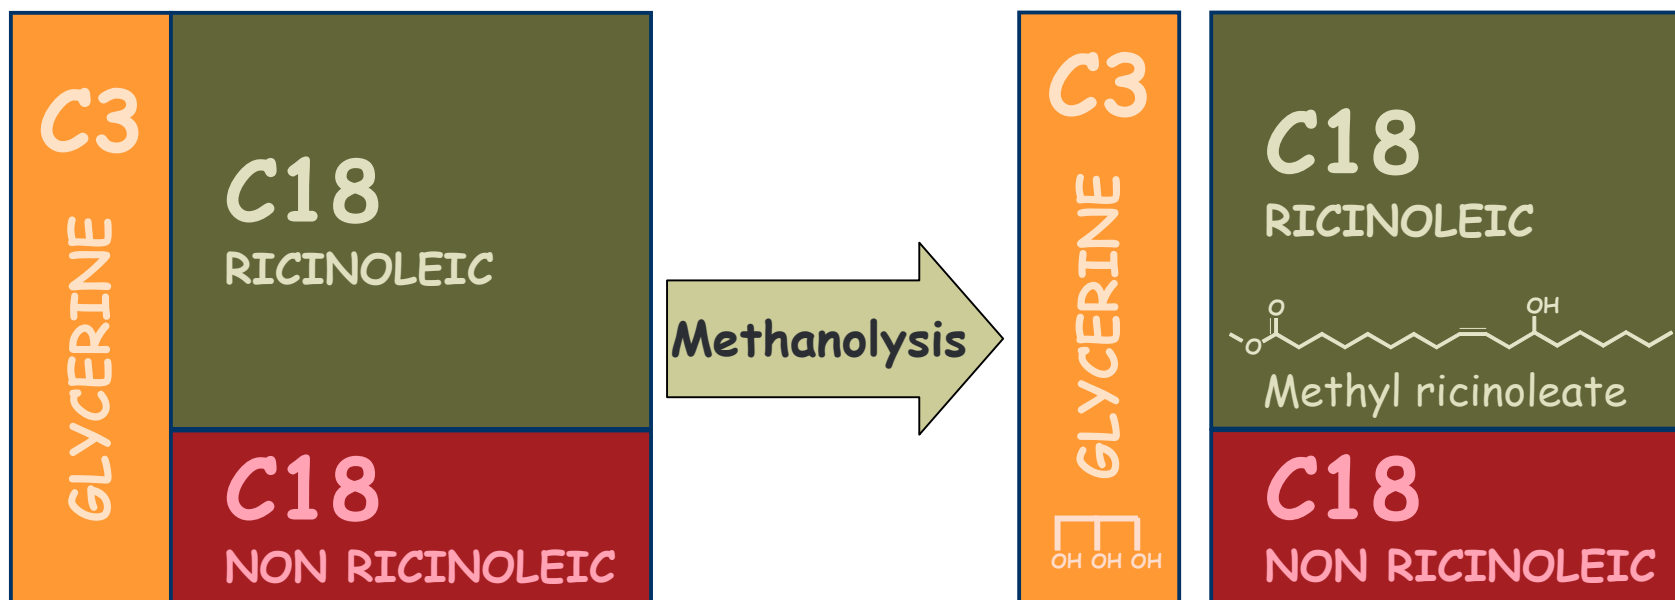 C3
GLYCERINE
C18
RICINOLEIC
C18
NON RICINOLEIC
Methanolysis
C3
GLYCERINE
OH OH OH
C18
RICINOLEIC
O
O
OH
Methyl ricinoleate
C18
NON RICINOLEIC